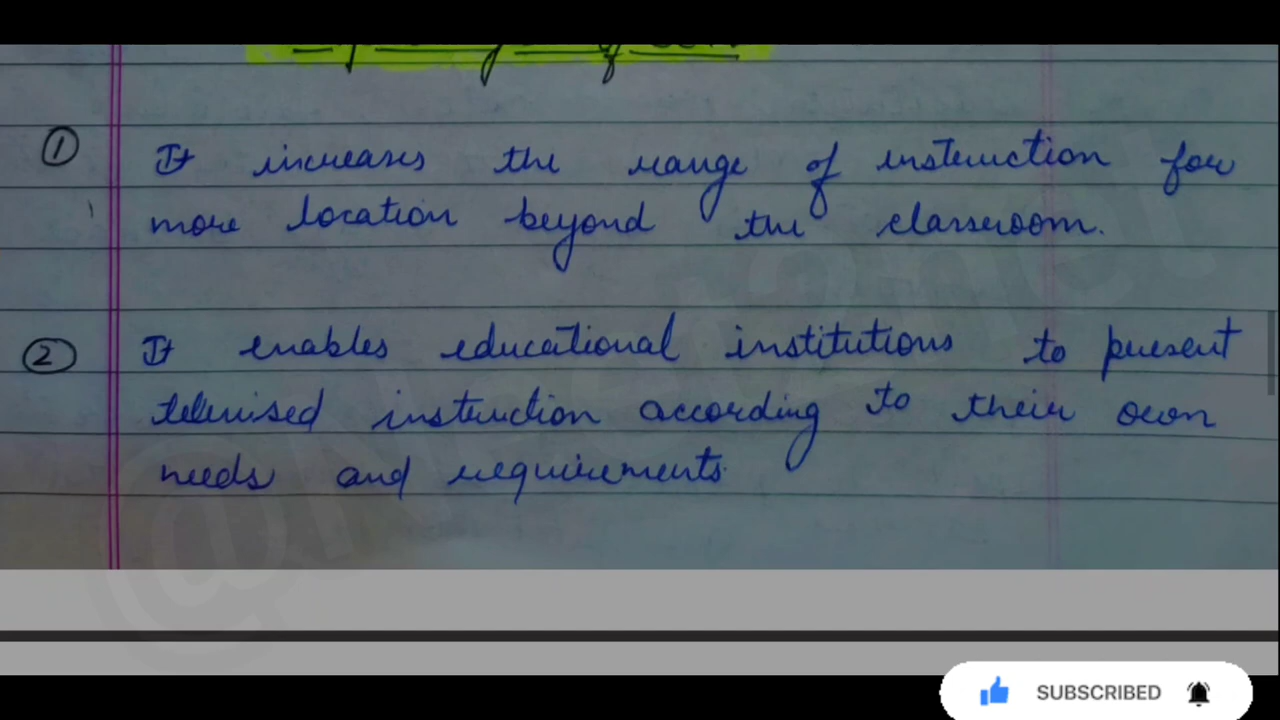 ①
It increases the range of instruction for
more location beyond the classroom.
②
It enables educational institutions to present
televised instruction according to their own
needs and requirements.
SUBSCRIBED